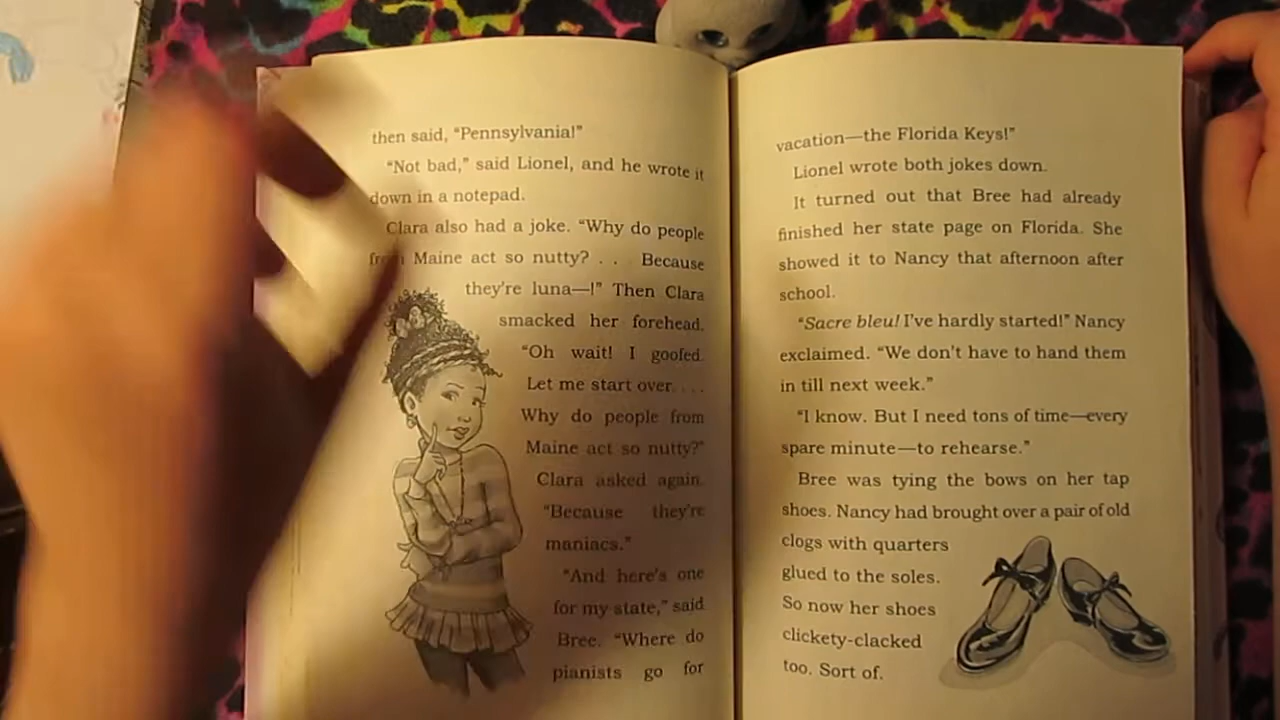 then said, “Pennsylvania!”
“Not bad,” said Lionel, and he wrote it
down in a notepad.
Clara also had a joke. “Why do people
from Maine act so nutty? . . Because
they’re luna—!” Then Clara
smacked her forehead.
“Oh wait! I goofed.
Let me start over. . . .
Why do people from
Maine act so nutty?”
Clara asked again.
“Because they’re
maniacs.”
“And here’s one
for my state,” said
Bree. “Where do
pianists go for
vacation—the Florida Keys!”
Lionel wrote both jokes down.
It turned out that Bree had already
finished her state page on Florida. She
showed it to Nancy that afternoon after
school.
“Sacre bleu! I’ve hardly started!” Nancy
exclaimed. “We don’t have to hand them
in till next week.”
“I know. But I need tons of time—every
spare minute—to rehearse.”
Bree was tying the bows on her tap
shoes. Nancy had brought over a pair of old
clogs with quarters
glued to the soles.
So now her shoes
clickety-clacked
too. Sort of.